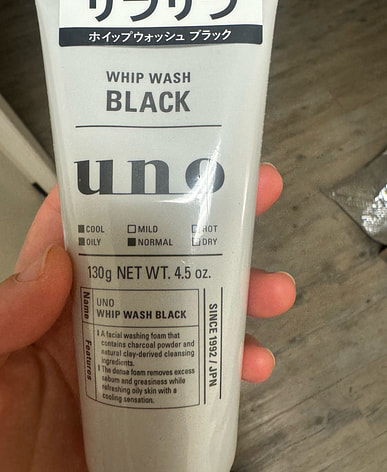 ホイップウォッシュ ブラック
WHIP WASH
BLACK
uno
COOL MILD HOT
OILY NORMAL DRY
130g NET WT. 4.5 oz.
Name
UNO
WHIP WASH BLACK
Features
A facial washing foam that
contains charcoal powder and
natural clay-derived cleansing
ingredients.
The dense foam removes excess
sebum and greasiness while
refreshing oily skin with a
cooling sensation.
SINCE 1992 / JPN